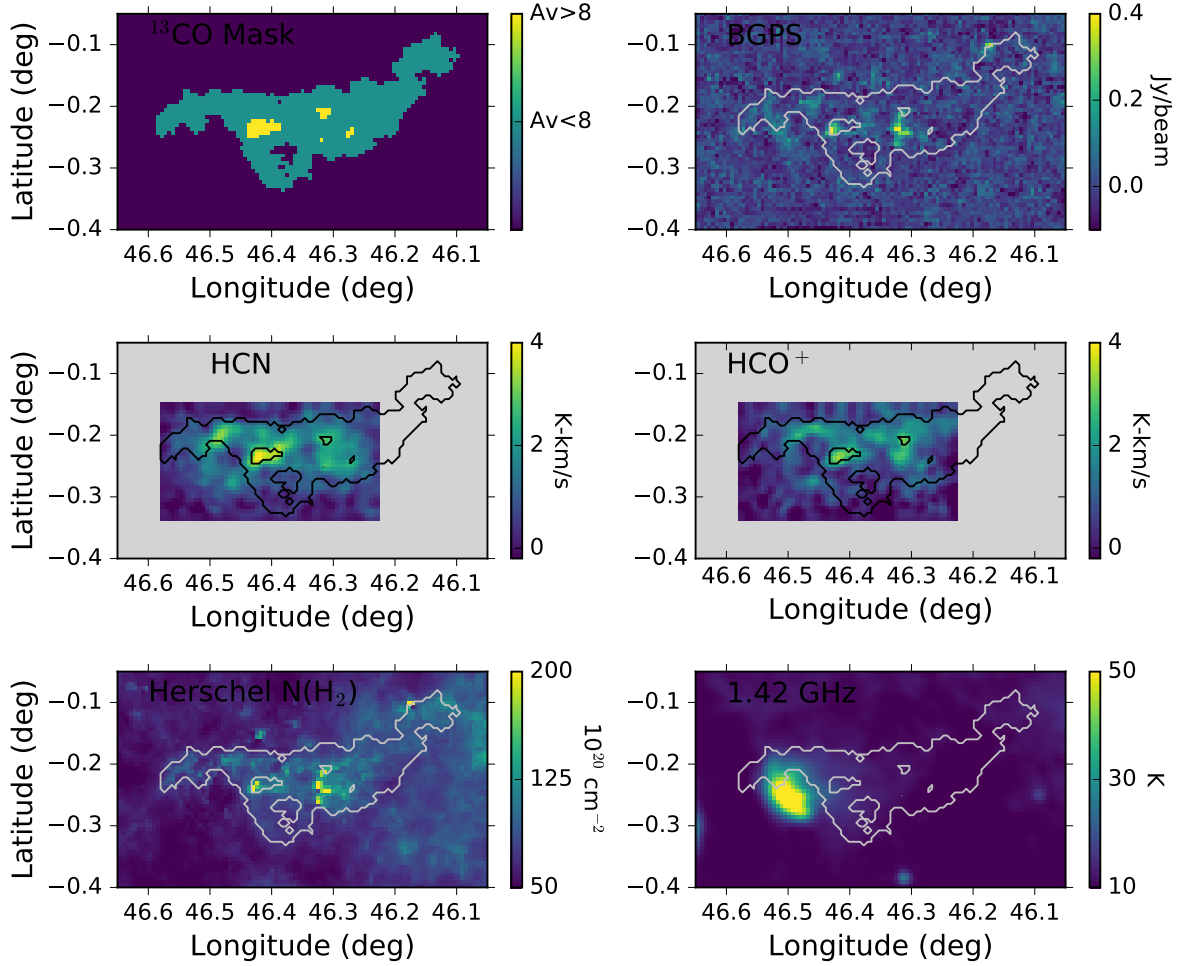 ¹³CO Mask
Latitude (deg)
−0.1
−0.2
−0.3
−0.4
46.6 46.5 46.4 46.3 46.2 46.1
Longitude (deg)
Av>8
Av<8
BGPS
−0.1
−0.2
−0.3
−0.4
46.6 46.5 46.4 46.3 46.2 46.1
Longitude (deg)
0.4
0.2
0.0
Jy/beam
HCN
Latitude (deg)
−0.1
−0.2
−0.3
−0.4
46.6 46.5 46.4 46.3 46.2 46.1
Longitude (deg)
4
2
0
K-km/s
HCO⁺
−0.1
−0.2
−0.3
−0.4
46.6 46.5 46.4 46.3 46.2 46.1
Longitude (deg)
4
2
0
K-km/s
Herschel N(H₂)
Latitude (deg)
−0.1
−0.2
−0.3
−0.4
46.6 46.5 46.4 46.3 46.2 46.1
Longitude (deg)
200
125
50
10²⁰ cm⁻²
1.42 GHz
−0.1
−0.2
−0.3
−0.4
46.6 46.5 46.4 46.3 46.2 46.1
Longitude (deg)
50
30
10
K